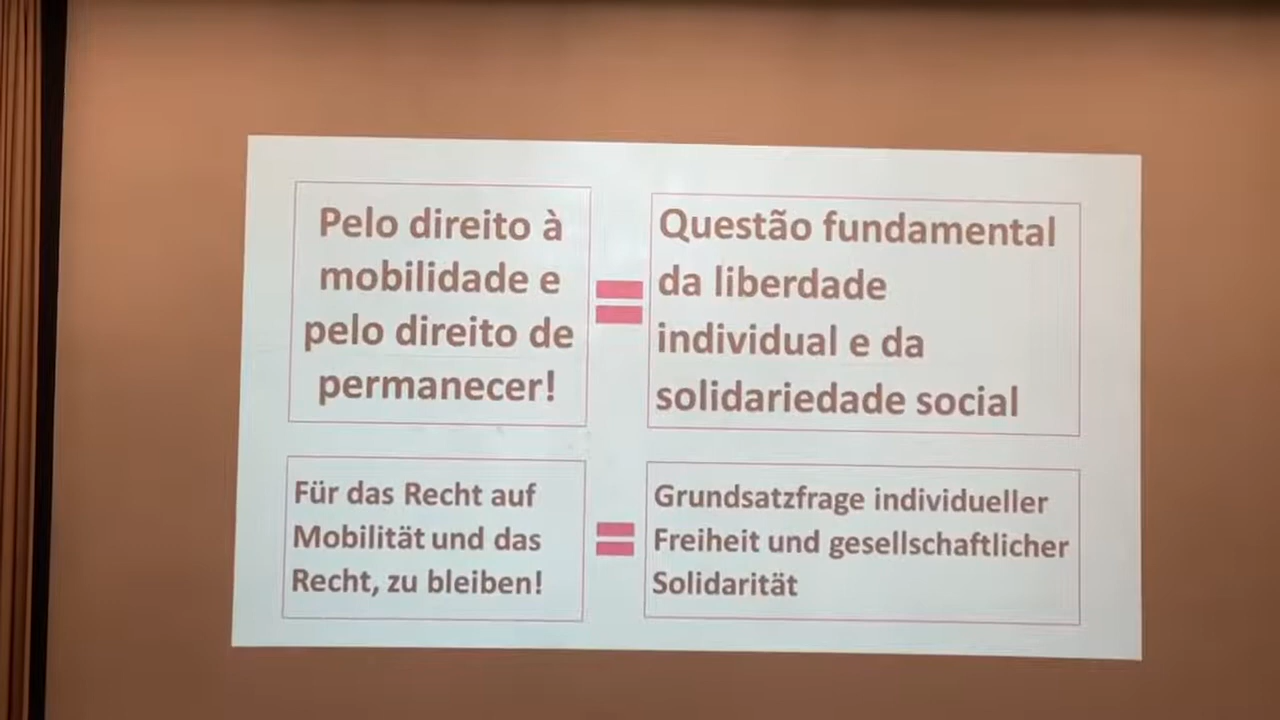 Pelo direito à
mobilidade e
pelo direito de
permanecer!
=
Questão fundamental
da liberdade
individual e da
solidariedade social
Für das Recht auf
Mobilität und das
Recht, zu bleiben!
=
Grundsatzfrage individueller
Freiheit und gesellschaftlicher
Solidarität